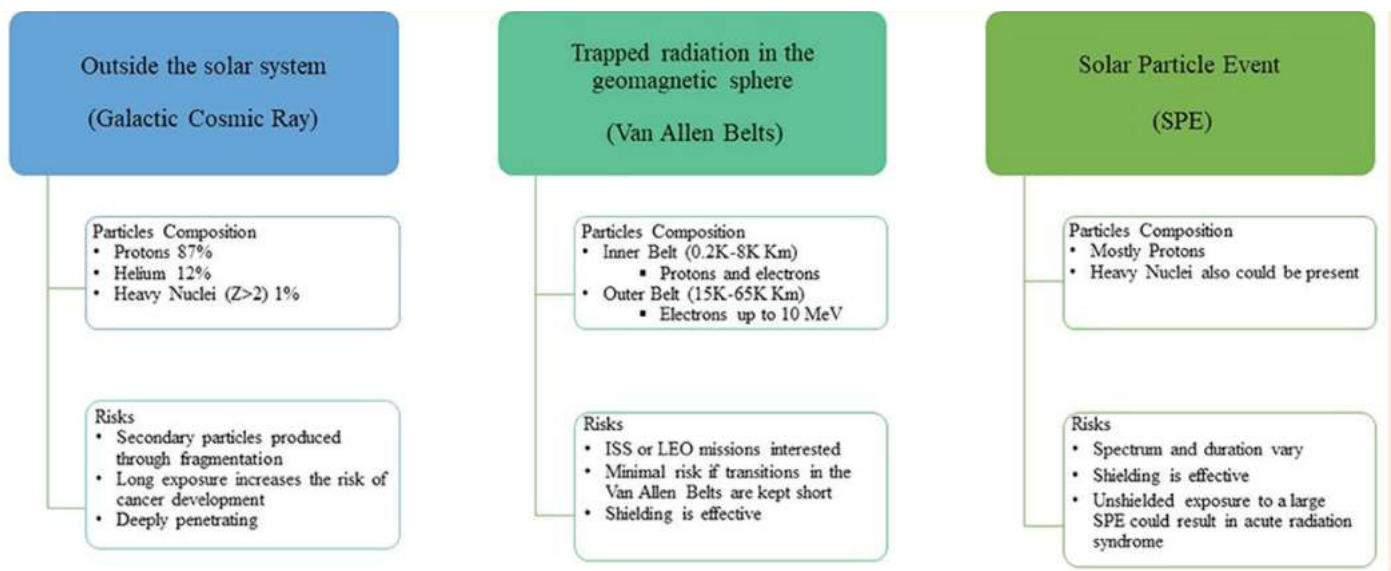 Outside the solar system
(Galactic Cosmic Ray)
Particles Composition
• Protons 87%
• Helium 12%
• Heavy Nuclei (Z>2) 1%
Risks
• Secondary particles produced
through fragmentation
• Long exposure increases the risk of
cancer development
• Deeply penetrating
Trapped radiation in the
geomagnetic sphere
(Van Allen Belts)
Particles Composition
• Inner Belt (0.2K-8K Km)
▪ Protons and electrons
• Outer Belt (15K-65K Km)
▪ Electrons up to 10 MeV
Risks
• ISS or LEO missions interested
• Minimal risk if transitions in the
Van Allen Belts are kept short
• Shielding is effective
Solar Particle Event
(SPE)
Particles Composition
• Mostly Protons
• Heavy Nuclei also could be present
Risks
• Spectrum and duration vary
• Shielding is effective
• Unshielded exposure to a large
SPE could result in acute radiation
syndrome